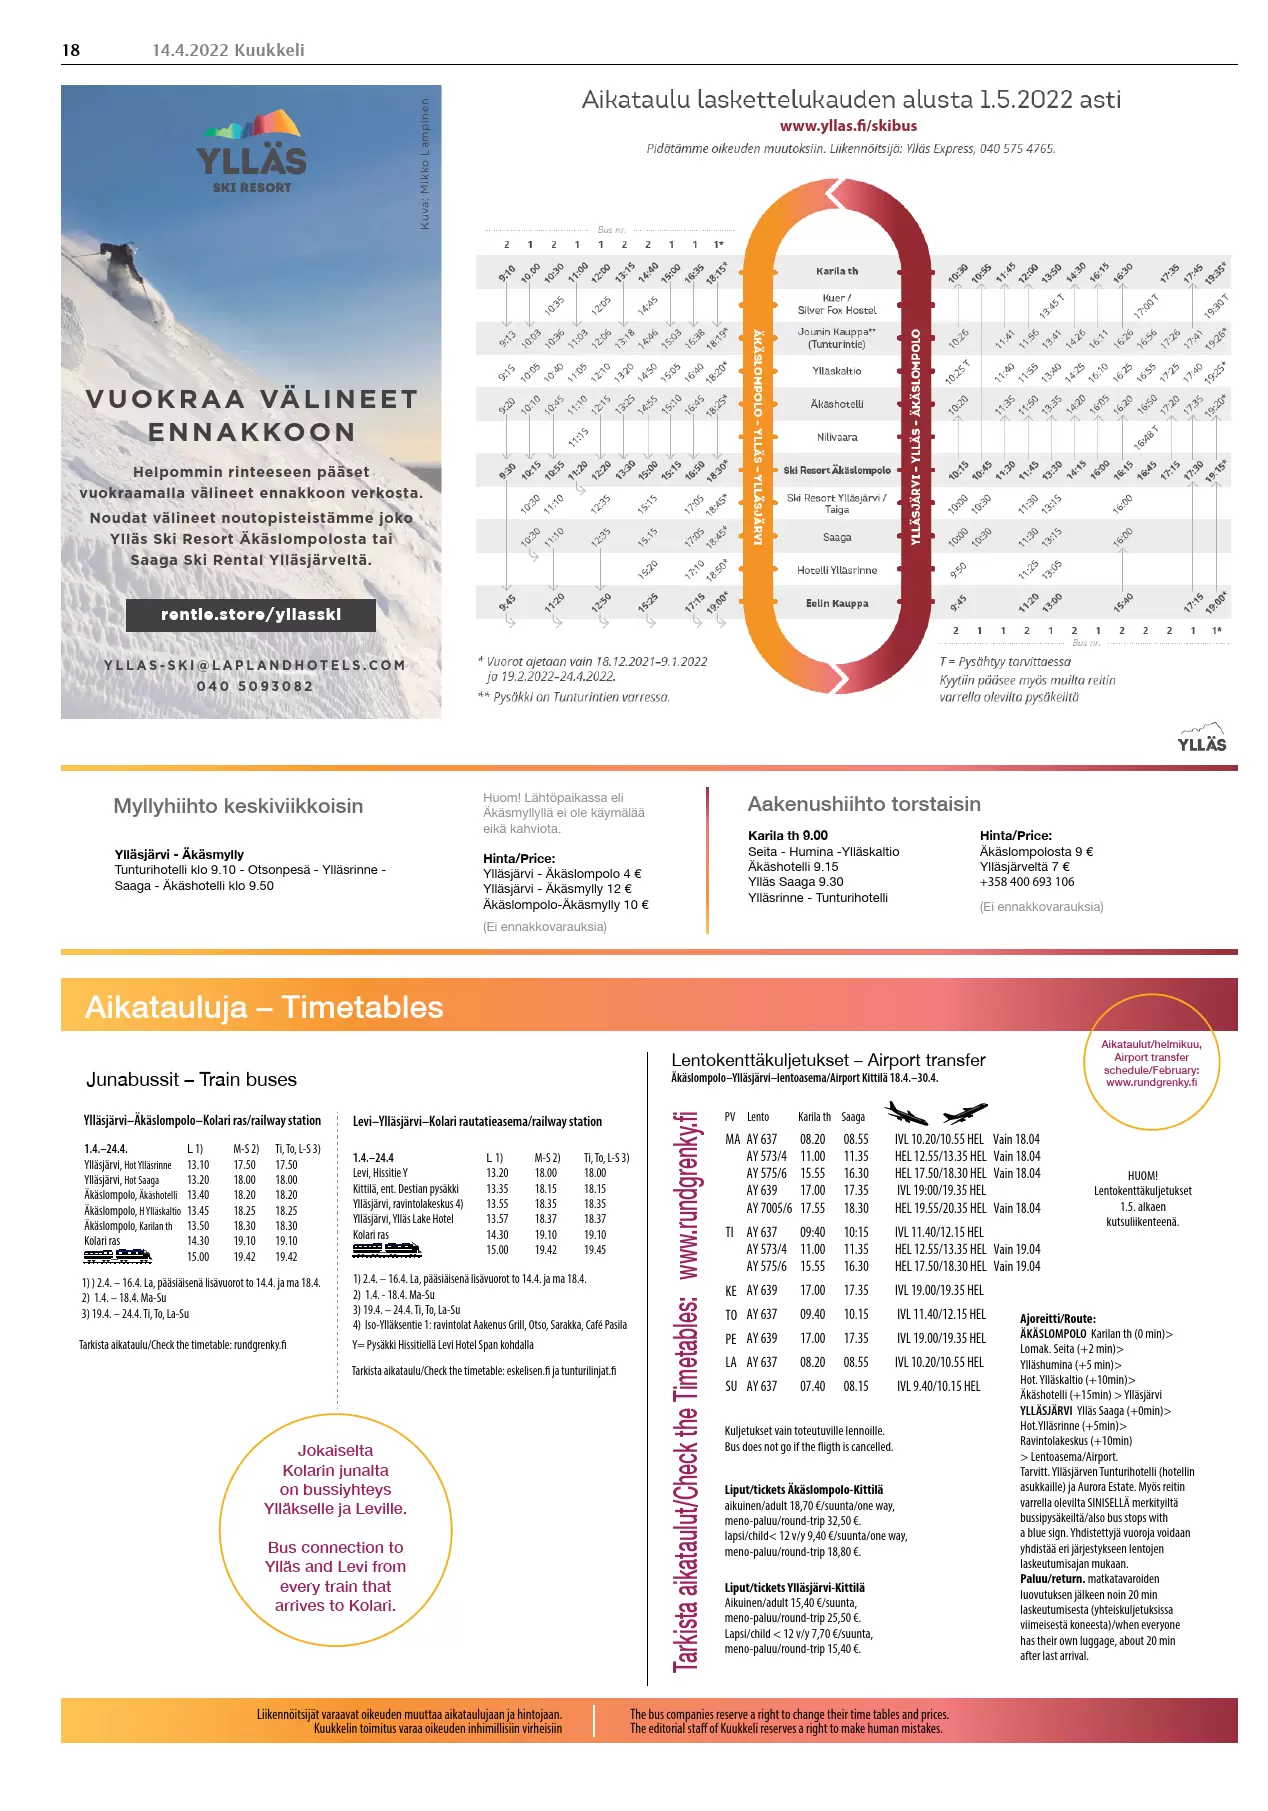 18 14.4.2022 Kuukkeli
Kuva: Mikko Lampinen
YLLÄS
SKI RESORT
VUOKRAA VÄLINEET
ENNAKKOON
Helpommin rinteeseen pääset
vuokraamalla välineet ennakkoon verkosta.
Noudat välineet noutopisteistämme joko
Ylläs Ski Resort Äkäslompolosta tai
Saaga Ski Rental Ylläsjärveltä.
rentle.store/yllasski
YLLAS-SKI@LAPLANDHOTELS.COM
040 5093082
Aikataulu laskettelukauden alusta 1.5.2022 asti
www.yllas.fi/skibus
Pidätämme oikeuden muutoksiin. Liikennöitsijä: Ylläs Express, 040 575 4765.
Bus nr.
2 1 2 1 1 2 2 1 1 1*
9:10 10.00 10:30 11:00 12:00 13:15 14:40 15:00 16:35 18:15* Karila th 10:30 10:55 11:45 12:00 13:50 14:30 16:15 16:30 17:35 17:45 19:35*
10:35 12:05 14:45 Kuer / Silver Fox Hostel 13:45 T 17:00 T 19:30 T
9:13 10:03 10:36 11:03 12:06 13:18 14:46 15:03 16:38 18:19* Jounin Kauppa** (Tunturintie) 10:26 11:41 11:56 13:41 14:26 16:11 16:26 16:56 17:26 17:41 19:26*
9:15 10:05 10:40 11:05 12:10 13:20 14:50 15:05 16:40 18:20* Ylläskaltio 10:25 T 11:40 11:55 13:40 14:25 16:10 16:25 16:55 17:25 17:40 19:25*
9:20 10:10 10:45 11:10 12:15 13:25 14:55 15:10 16:45 18:25* Äkäshotelli 10:20 11:35 11:50 13:35 14:20 16:05 16:20 16:50 17:20 17:35 19:20*
11:15 Nilivaara 16:48 T
9:30 10:15 10:55 11:20 12:20 13:30 15:00 15:15 16:50 18:30* Ski Resort Äkäslompolo 10:15 10:45 11:30 11:45 13:30 14:15 16:00 16:15 16:45 17:15 17:30 19:15*
10:30 11:10 12:35 15:15 17:05 18:45* Ski Resort Ylläsjärvi / Taiga 10:00 10:30 11:30 13:15 16:00
10:30 11:10 12:35 15.15 17:05 18:45* Saaga 10:00 10:30 11:30 13:15 16:00
15:20 17:10 18:50* Hotelli Ylläsrinne 9:50 11:25 13:05
9:45 11:20 12:50 15:25 17:15 19:00* Eelin Kauppa 9:45 11:20 13:00 15:40 17:15 19:00*
ÄKÄSLOMPOLO - YLLÄS - YLLÄSJÄRVI
YLLÄSJÄRVI - YLLÄS - ÄKÄSLOMPOLO
2 1 1 2 1 2 1 2 2 2 1 1*
Bus nr.
* Vuorot ajetaan vain 18.12.2021–9.1.2022
ja 19.2.2022–24.4.2022.
** Pysäkki on Tunturintien varressa.
T = Pysähtyy tarvittaessa
Kyytiin pääsee myös muilta reitin
varrella olevilta pysäkeiltä
YLLÄS
Myllyhiihto keskiviikkoisin
Ylläsjärvi - Äkäsmylly
Tunturihotelli klo 9.10 - Otsonpesä - Ylläsrinne -
Saaga - Äkäshotelli klo 9.50
Huom! Lähtöpaikassa eli
Äkäsmyllyllä ei ole käymälää
eikä kahviota.
Hinta/Price:
Ylläsjärvi - Äkäslompolo 4 €
Ylläsjärvi - Äkäsmylly 12 €
Äkäslompolo-Äkäsmylly 10 €
(Ei ennakkovarauksia)
Aakenushiihto torstaisin
Karila th 9.00
Seita - Humina -Ylläskaltio
Äkäshotelli 9.15
Ylläs Saaga 9.30
Ylläsrinne - Tunturihotelli
Hinta/Price:
Äkäslompolosta 9 €
Ylläsjärveltä 7 €
+358 400 693 106
(Ei ennakkovarauksia)
Aikatauluja – Timetables
Aikataulut/helmikuu,
Airport transfer
schedule/February:
www.rundgrenky.fi
Junabussit – Train buses
Ylläsjärvi–Äkäslompolo–Kolari ras/railway station
1.4.–24.4. L 1) M-S 2) Ti, To, L-S 3)
Ylläsjärvi, Hot Ylläsrinne 13.10 17.50 17.50
Ylläsjärvi, Hot Saaga 13.20 18.00 18.00
Äkäslompolo, Äkäshotelli 13.40 18.20 18.20
Äkäslompolo, H Ylläskaltio 13.45 18.25 18.25
Äkäslompolo, Karilan th 13.50 18.30 18.30
Kolari ras 14.30 19.10 19.10
15.00 19.42 19.42
1) ) 2.4. – 16.4. La, pääsiäisenä lisävuorot to 14.4. ja ma 18.4.
2) 1.4. – 18.4. Ma-Su
3) 19.4. – 24.4. Ti, To, La-Su
Tarkista aikataulu/Check the timetable: rundgrenky.fi
Levi–Ylläsjärvi–Kolari rautatieasema/railway station
1.4.–24.4 L 1) M-S 2) Ti, To, L-S 3)
Levi, Hissitie Y 13.20 18.00 18.00
Kittilä, ent. Destian pysäkki 13.35 18.15 18.15
Ylläsjärvi, ravintolakeskus 4) 13.55 18.35 18.35
Ylläsjärvi, Ylläs Lake Hotel 13.57 18.37 18.37
Kolari ras 14.30 19.10 19.10
15.00 19.42 19.45
1) 2.4. – 16.4. La, pääsiäisenä lisävuorot to 14.4. ja ma 18.4.
2) 1.4. - 18.4. Ma-Su
3) 19.4. – 24.4. Ti, To, La-Su
4) Iso-Ylläksentie 1: ravintolat Aakenus Grill, Otso, Sarakka, Café Pasila
Y= Pysäkki Hissitiellä Levi Hotel Span kohdalla
Tarkista aikataulu/Check the timetable: eskelisen.fi ja tunturilinjat.fi
Jokaiselta
Kolarin junalta
on bussiyhteys
Ylläkselle ja Leville.
Bus connection to
Ylläs and Levi from
every train that
arrives to Kolari.
Lentokenttäkuljetukset – Airport transfer
Äkäslompolo–Ylläsjärvi–lentoasema/Airport Kittilä 18.4.–30.4.
Tarkista aikataulut/Check the Timetables: www.rundgrenky.fi
PV Lento Karila th Saaga
MA AY 637 08.20 08.55 IVL 10.20/10.55 HEL Vain 18.04
AY 573/4 11.00 11.35 HEL 12.55/13.35 HEL Vain 18.04
AY 575/6 15.55 16.30 HEL 17.50/18.30 HEL Vain 18.04
AY 639 17.00 17.35 IVL 19:00/19.35 HEL
AY 7005/6 17.55 18.30 HEL 19.55/20.35 HEL Vain 18.04
TI AY 637 09:40 10:15 IVL 11.40/12.15 HEL
AY 573/4 11.00 11.35 HEL 12.55/13.35 HEL Vain 19.04
AY 575/6 15.55 16.30 HEL 17.50/18.30 HEL Vain 19.04
KE AY 639 17.00 17.35 IVL 19.00/19.35 HEL
TO AY 637 09.40 10.15 IVL 11.40/12.15 HEL
PE AY 639 17.00 17.35 IVL 19.00/19.35 HEL
LA AY 637 08.20 08.55 IVL 10.20/10.55 HEL
SU AY 637 07.40 08.15 IVL 9.40/10.15 HEL
Kuljetukset vain toteutuville lennoille.
Bus does not go if the fligth is cancelled.
Liput/tickets Äkäslompolo-Kittilä
aikuinen/adult 18,70 €/suunta/one way,
meno-paluu/round-trip 32,50 €.
lapsi/child< 12 v/y 9,40 €/suunta/one way,
meno-paluu/round-trip 18,80 €.
Liput/tickets Ylläsjärvi-Kittilä
Aikuinen/adult 15,40 €/suunta,
meno-paluu/round-trip 25,50 €.
Lapsi/child < 12 v/y 7,70 €/suunta,
meno-paluu/round-trip 15,40 €.
HUOM!
Lentokenttäkuljetukset
1.5. alkaen
kutsuliikenteenä.
Ajoreitti/Route:
ÄKÄSLOMPOLO Karilan th (0 min)>
Lomak. Seita (+2 min)>
Ylläshumina (+5 min)>
Hot. Ylläskaltio (+10min)>
Äkäshotelli (+15min) > Ylläsjärvi
YLLÄSJÄRVI Ylläs Saaga (+0min)>
Hot.Ylläsrinne (+5min)>
Ravintolakeskus (+10min)
> Lentoasema/Airport.
Tarvitt. Ylläsjärven Tunturihotelli (hotellin
asukkaille) ja Aurora Estate. Myös reitin
varrella olevilta SINISELLÄ merkityiltä
bussipysäkeiltä/also bus stops with
a blue sign. Yhdistettyjä vuoroja voidaan
yhdistää eri järjestykseen lentojen
laskeutumisajan mukaan.
Paluu/return. matkatavaroiden
luovutuksen jälkeen noin 20 min
laskeutumisesta (yhteiskuljetuksissa
viimeisestä koneesta)/when everyone
has their own luggage, about 20 min
after last arrival.
Liikennöitsijät varaavat oikeuden muuttaa aikataulujaan ja hintojaan.
Kuukkelin toimitus varaa oikeuden inhimillisiin virheisiin
The bus companies reserve a right to change their time tables and prices.
The editorial staff of Kuukkeli reserves a right to make human mistakes.